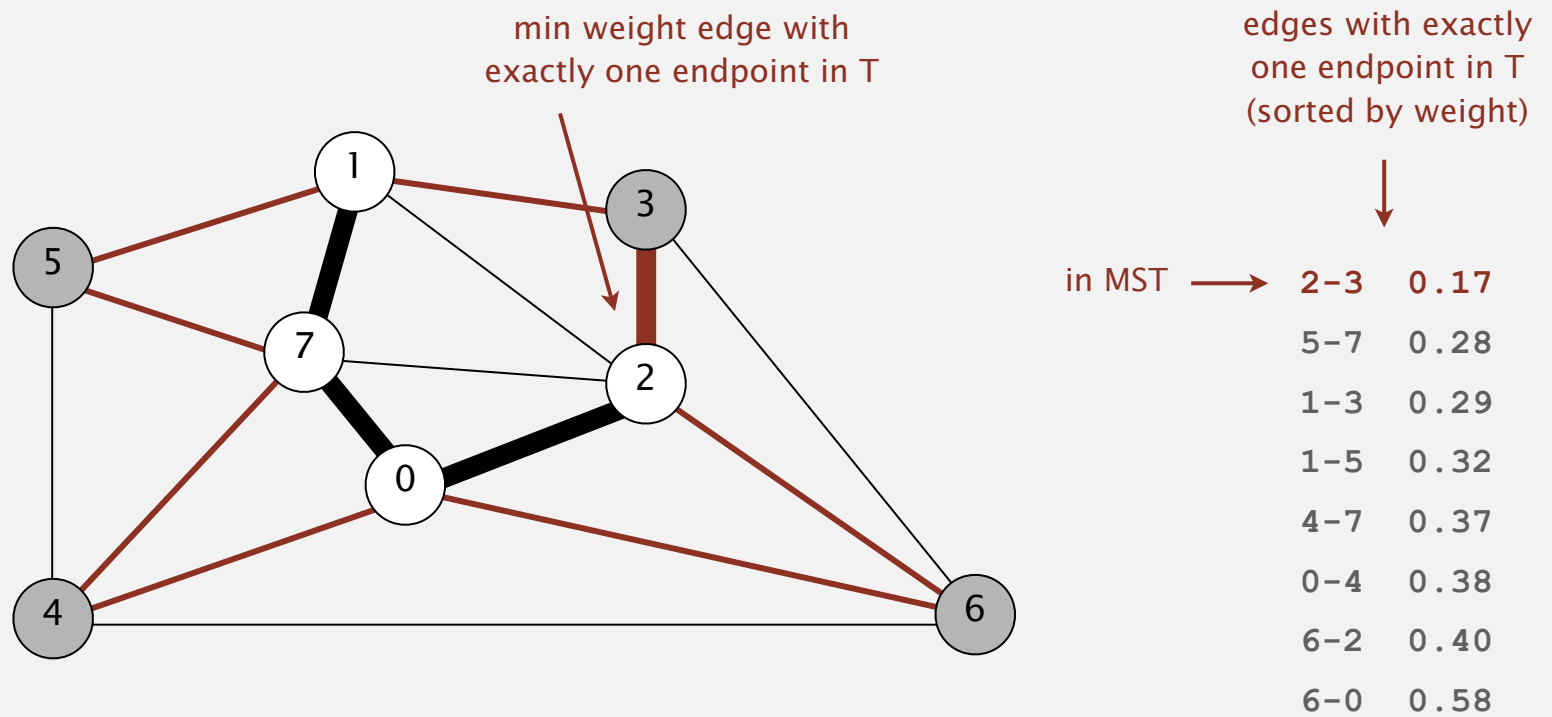 min weight edge with
exactly one endpoint in T
edges with exactly
one endpoint in T
(sorted by weight)
1
3
5
7
2
0
4
6
in MST
2-3 0.17
5-7 0.28
1-3 0.29
1-5 0.32
4-7 0.37
0-4 0.38
6-2 0.40
6-0 0.58